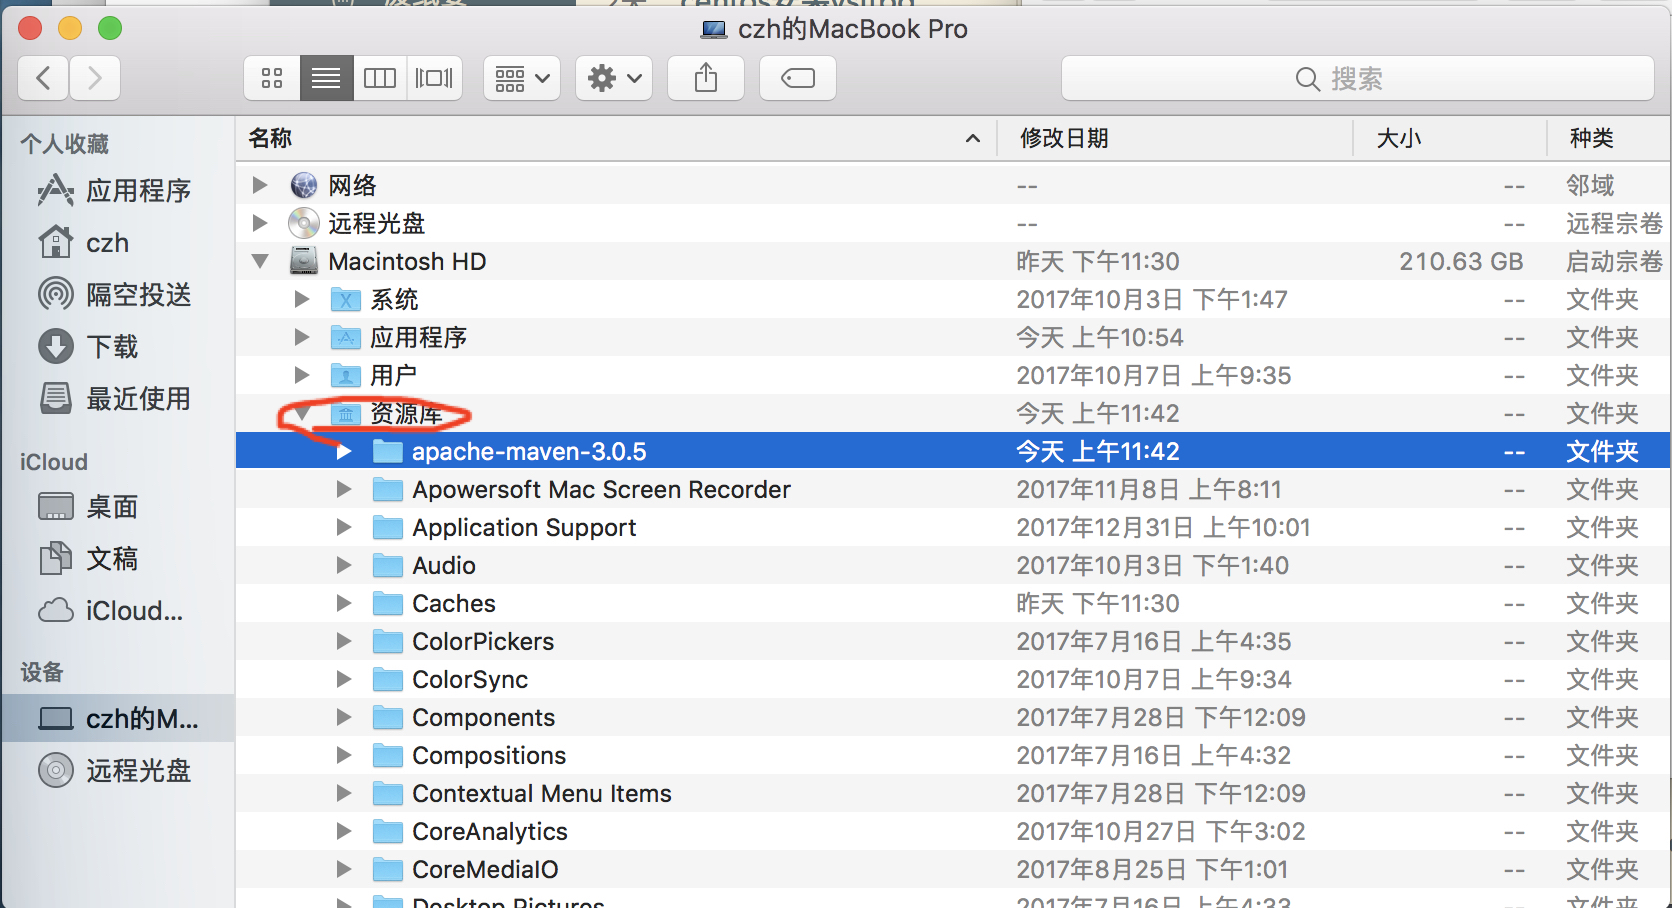 czh的MacBook Pro
搜索
个人收藏
应用程序
czh
隔空投送
下载
最近使用
iCloud
桌面
文稿
iCloud...
设备
czh的M...
远程光盘
名称 修改日期 大小 种类
网络 -- -- 邻域
远程光盘 -- -- 远程宗卷
Macintosh HD 昨天 下午11:30 210.63 GB 启动宗卷
系统 2017年10月3日 下午1:47 -- 文件夹
应用程序 今天 上午10:54 -- 文件夹
用户 2017年10月7日 上午9:35 -- 文件夹
资源库 今天 上午11:42 -- 文件夹
apache-maven-3.0.5 今天 上午11:42 -- 文件夹
Apowersoft Mac Screen Recorder 2017年11月8日 上午8:11 -- 文件夹
Application Support 2017年12月31日 上午10:01 -- 文件夹
Audio 2017年10月3日 下午1:40 -- 文件夹
Caches 昨天 下午11:30 -- 文件夹
ColorPickers 2017年7月16日 上午4:35 -- 文件夹
ColorSync 2017年10月7日 上午9:34 -- 文件夹
Components 2017年7月28日 下午12:09 -- 文件夹
Compositions 2017年7月16日 上午4:32 -- 文件夹
Contextual Menu Items 2017年7月28日 下午12:09 -- 文件夹
CoreAnalytics 2017年10月27日 下午3:02 -- 文件夹
CoreMediaIO 2017年8月25日 下午1:01 -- 文件夹
Desktop Pictures 2017年7月16日 上午4:33 -- 文件夹